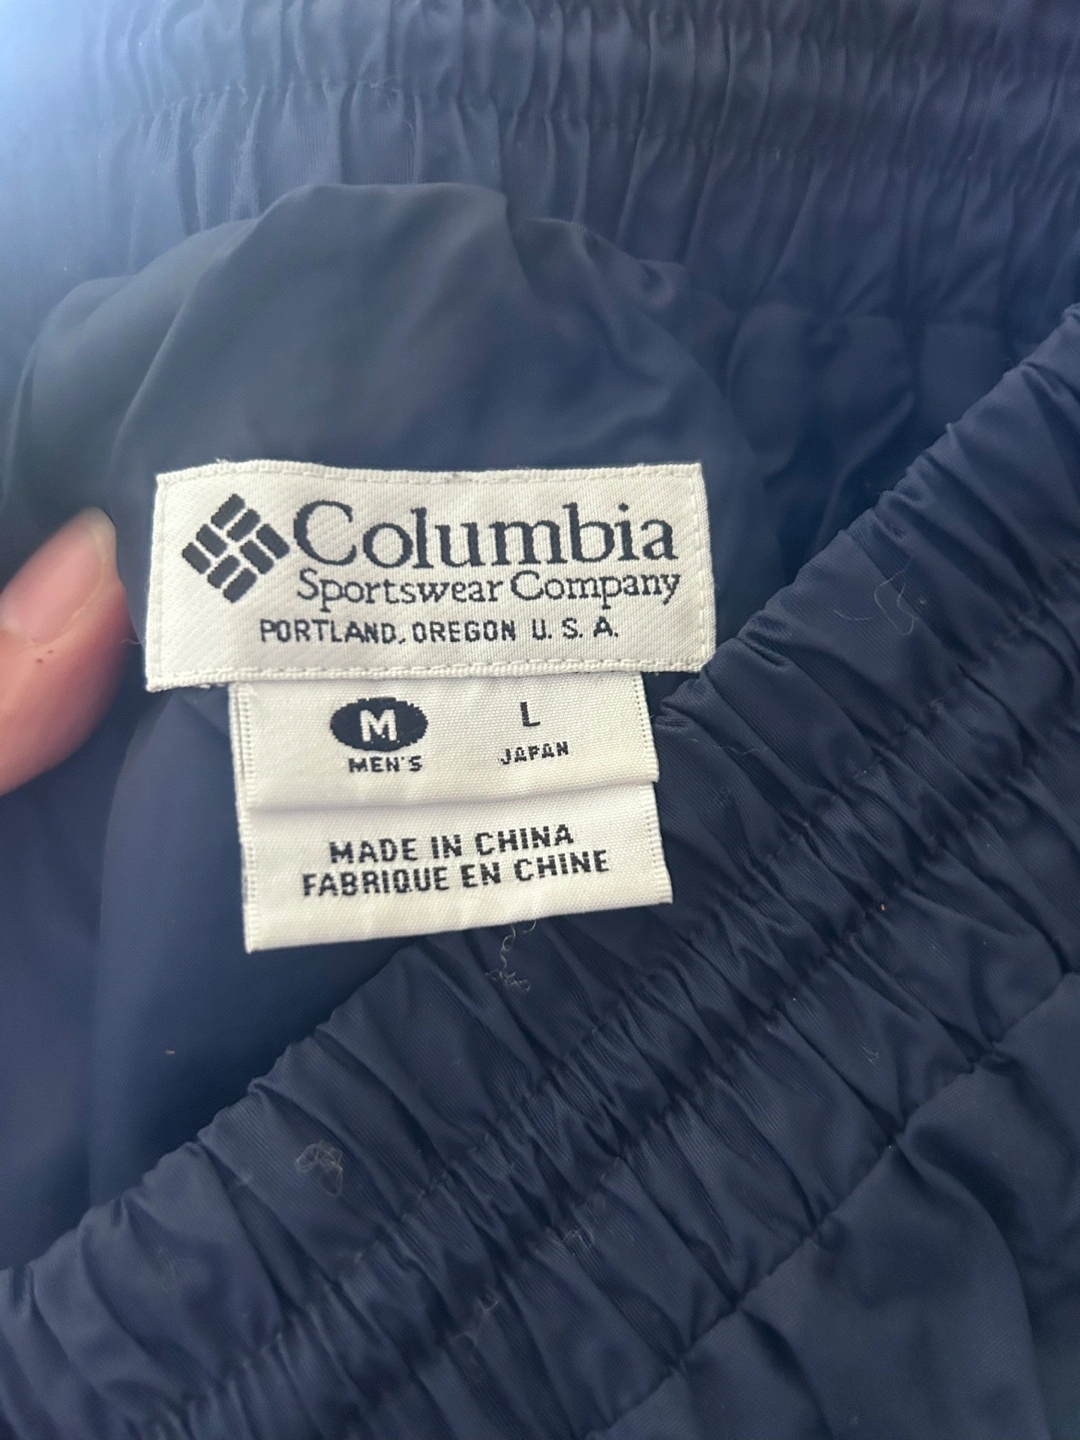 Columbia
Sportswear Company
PORTLAND, OREGON U.S.A.
M L
MEN'S JAPAN
MADE IN CHINA
FABRIQUE EN CHINE